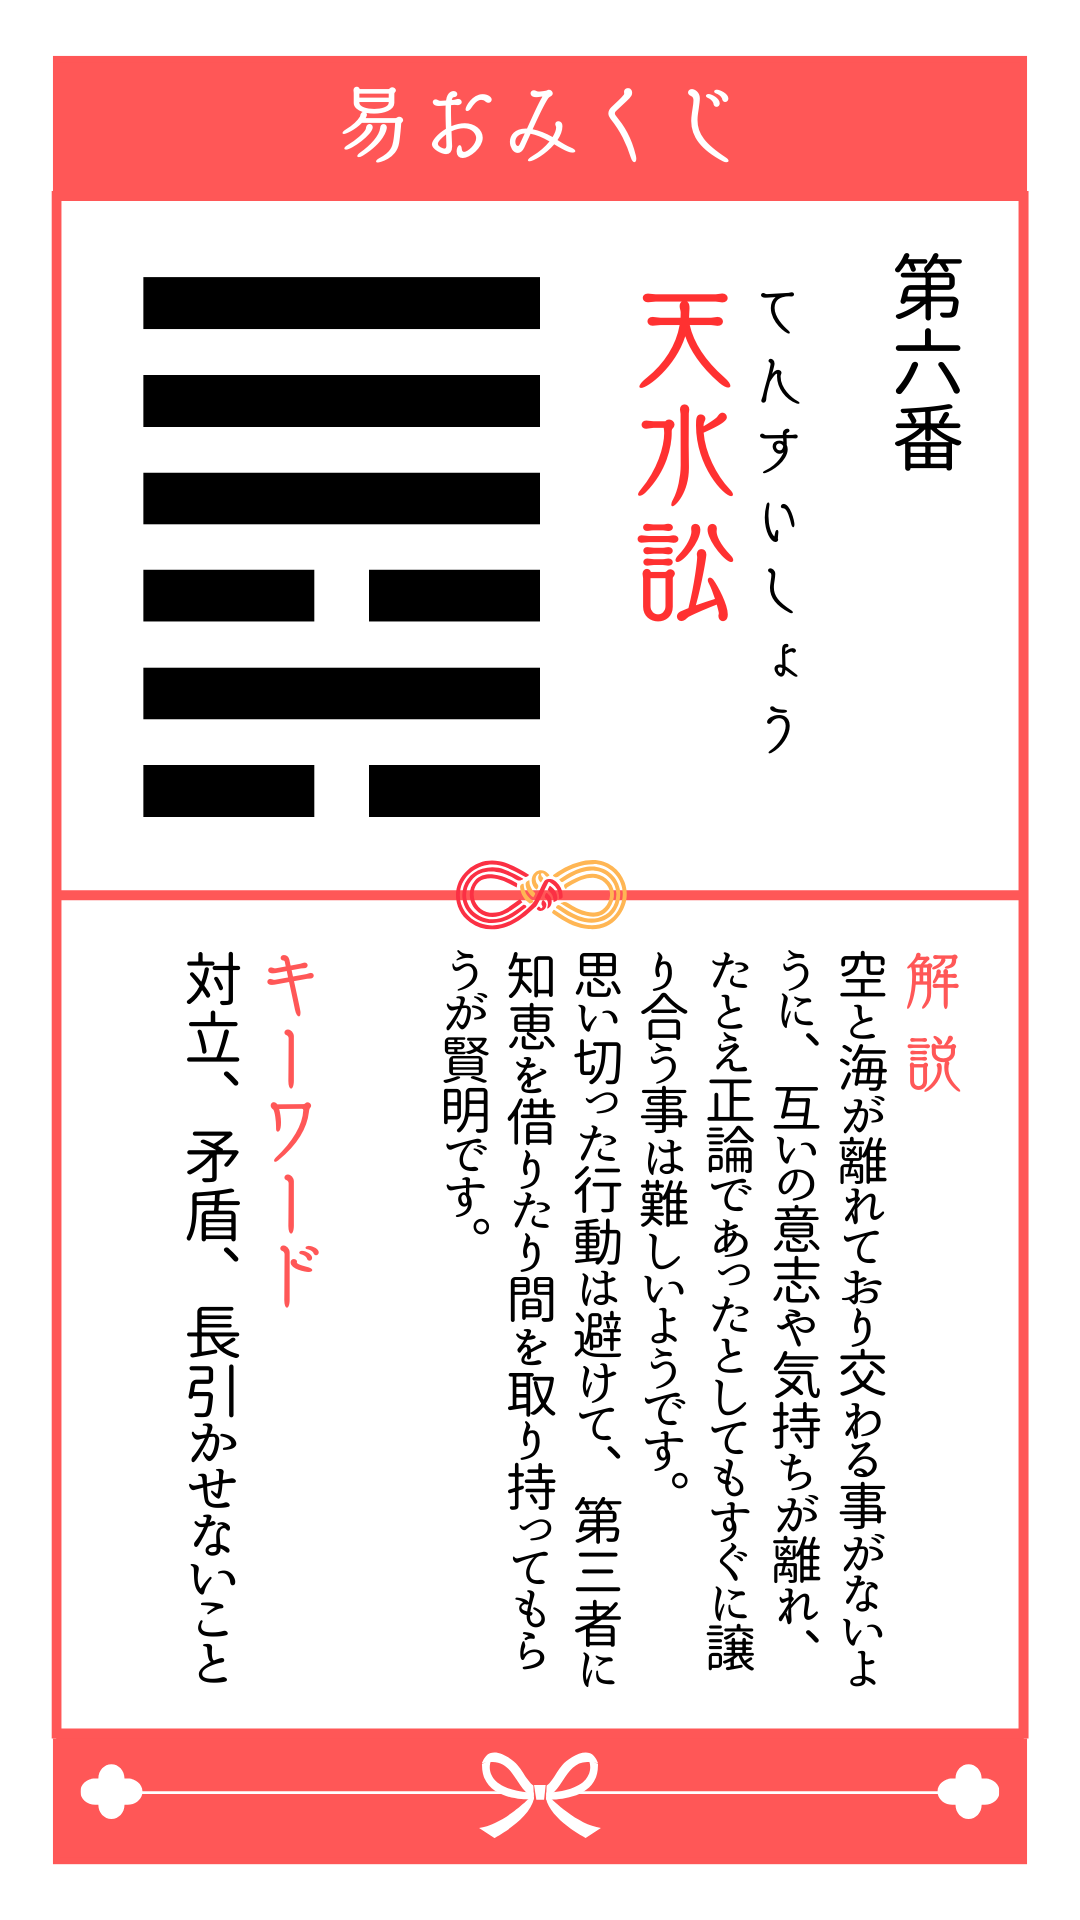 易おみくじ
第六番
てんすいしょう
天水訟
解説
空と海が離れており交わる事がないよ
うに、互いの意志や気持ちが離れ、
たとえ正論であったとしてもすぐに譲
り合う事は難しいようです。
思い切った行動は避けて、第三者に
知恵を借りたり間を取り持ってもら
うが賢明です。
キーワード
対立、矛盾、長引かせないこと